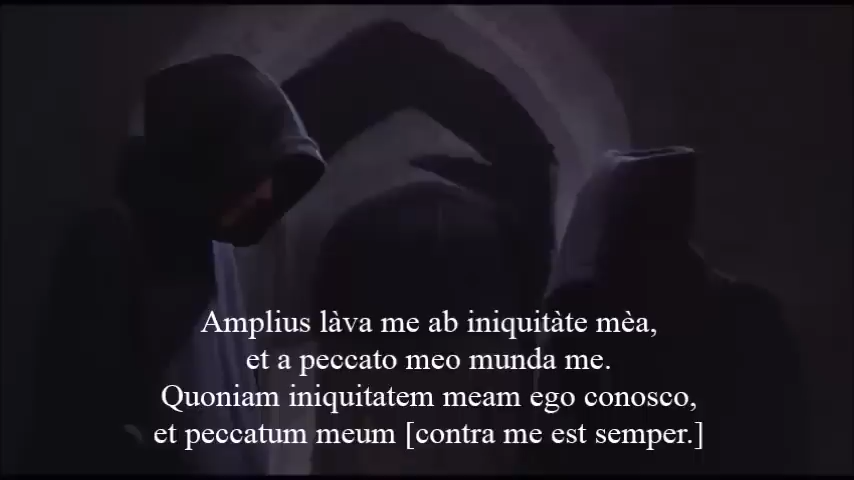 Amplius làva me ab iniquitàte mèa,
et a peccato meo munda me.
Quoniam iniquitatem meam ego conosco,
et peccatum meum [contra me est semper.]